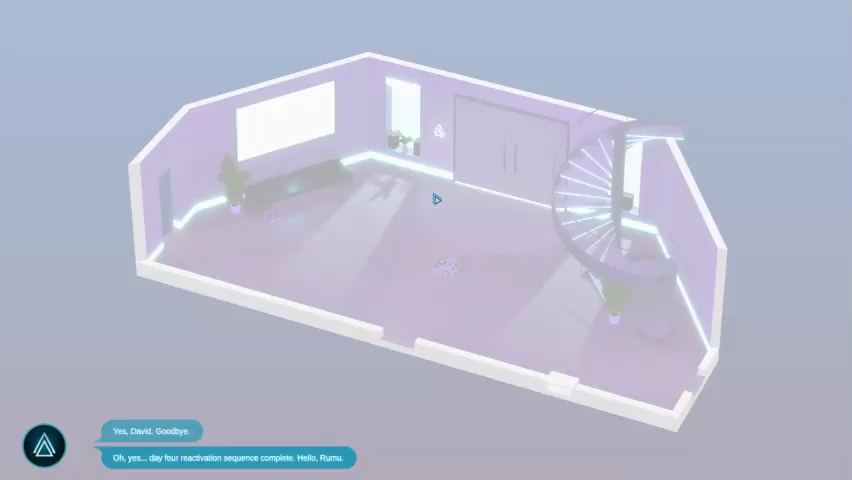 Yes, David. Goodbye.
Oh, yes... day four reactivation sequence complete. Hello, Rumu.